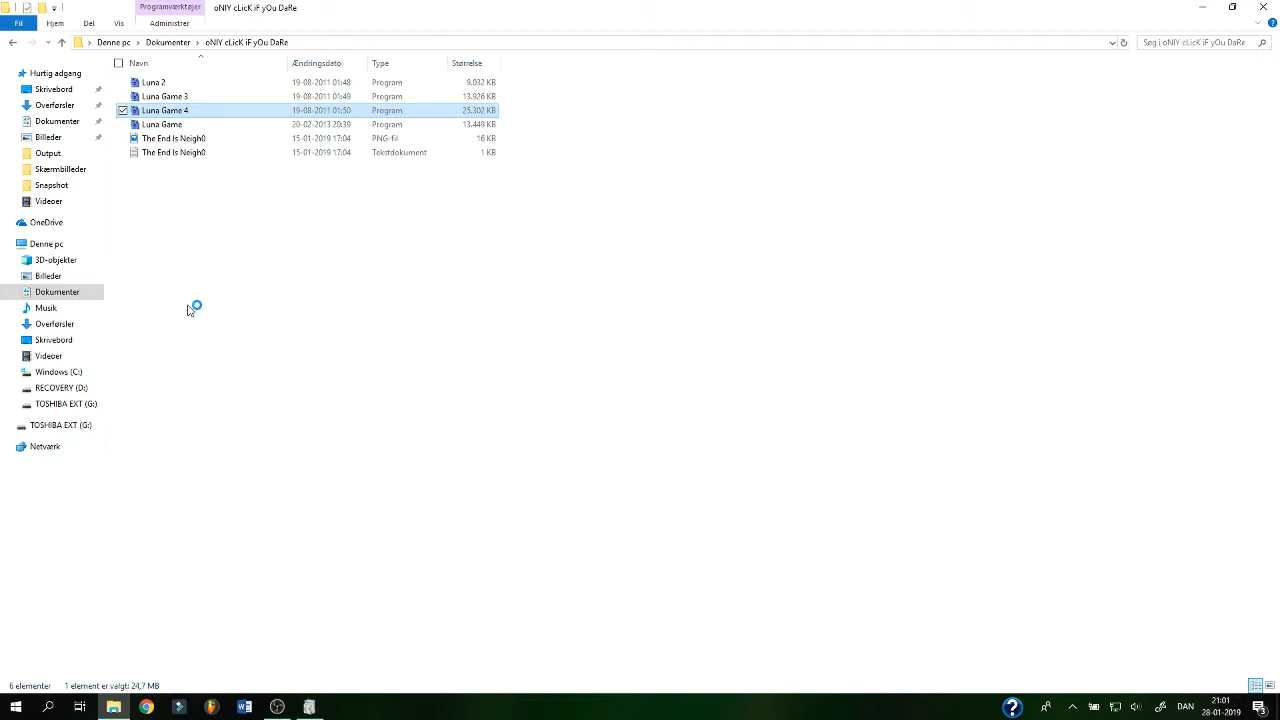 Programværktøjer oNlY cLicK iF yOu DaRe
Fil Hjem Del Vis Administrer
Denne pc Dokumenter oNlY cLicK iF yOu DaRe Søg i oNlY cLicK iF yOu DaRe
Navn Ændringsdato Type Størrelse
Luna 2 19-08-2011 01:48 Program 9.032 KB
Luna Game 3 19-08-2011 01:49 Program 13.926 KB
Luna Game 4 19-08-2011 01:50 Program 25.302 KB
Luna Game 20-02-2013 20:39 Program 13.449 KB
The End Is Neigh0 15-01-2019 17:04 PNG-fil 16 KB
The End Is Neigh0 15-01-2019 17:04 Tekstdokument 1 KB
Hurtig adgang
Skrivebord
Overførsler
Dokumenter
Billeder
Output
Skærmbilleder
Snapshot
Videoer
OneDrive
Denne pc
3D-objekter
Billeder
Dokumenter
Musik
Overførsler
Skrivebord
Videoer
Windows (C:)
RECOVERY (D:)
TOSHIBA EXT (G:)
TOSHIBA EXT (G:)
Netværk
6 elementer 1 element er valgt: 24,7 MB
DAN
21:01
28-01-2019